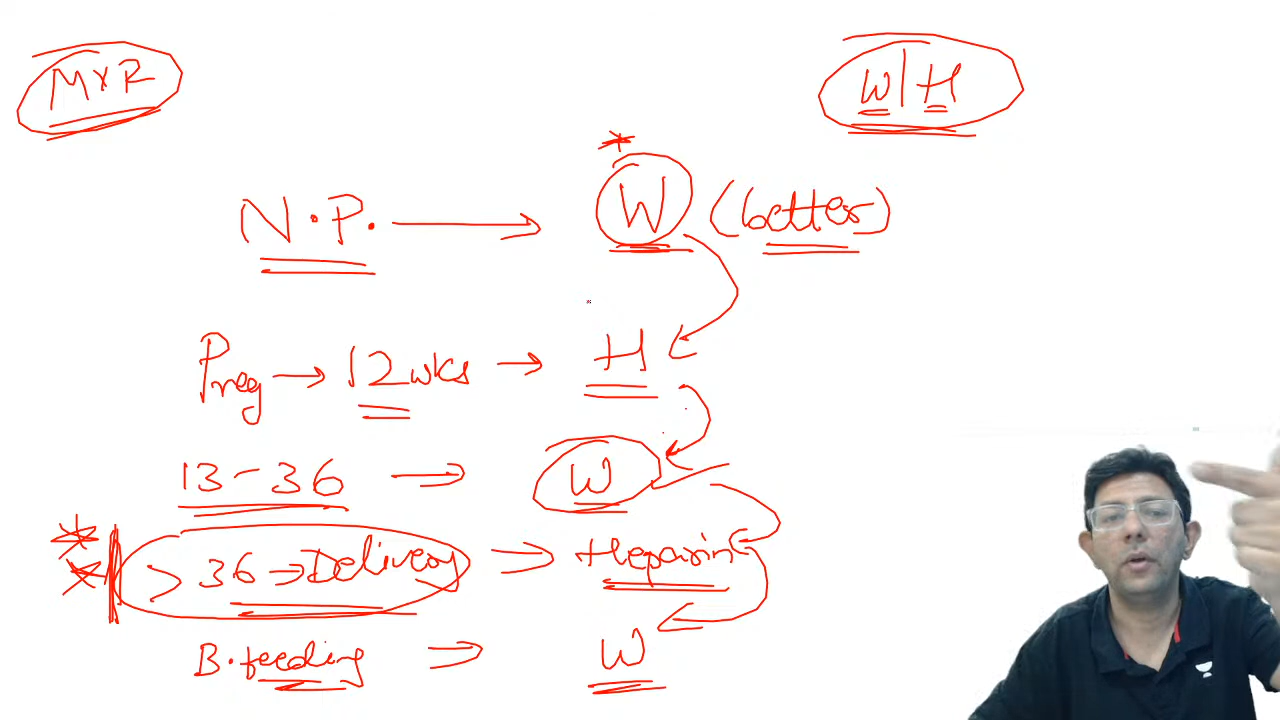 MVR
W/H
N.P. → W (better)
Preg → 12 wks → H
13-36 → W
> 36 → Delivery → Heparin
B. feeding → W